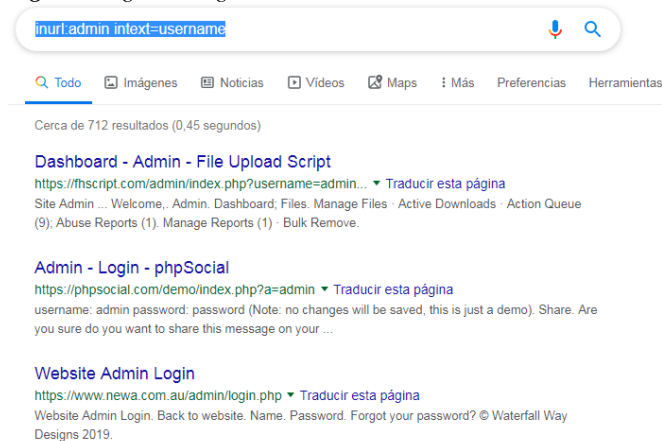 inurl:admin intext=username
Todo Imágenes Noticias Vídeos Maps Más Preferencias Herramientas
Cerca de 712 resultados (0,45 segundos)
Dashboard - Admin - File Upload Script
https://fhscript.com/admin/index.php?username=admin... Traducir esta página
Site Admin ... Welcome,. Admin. Dashboard; Files. Manage Files · Active Downloads · Action Queue
(9); Abuse Reports (1). Manage Reports (1) · Bulk Remove.
Admin - Login - phpSocial
https://phpsocial.com/demo/index.php?a=admin Traducir esta página
username: admin password: password (Note: no changes will be saved, this is just a demo). Share. Are
you sure do you want to share this message on your ...
Website Admin Login
https://www.newa.com.au/admin/login.php Traducir esta página
Website Admin Login. Back to website. Name. Password. Forgot your password? © Waterfall Way
Designs 2019.